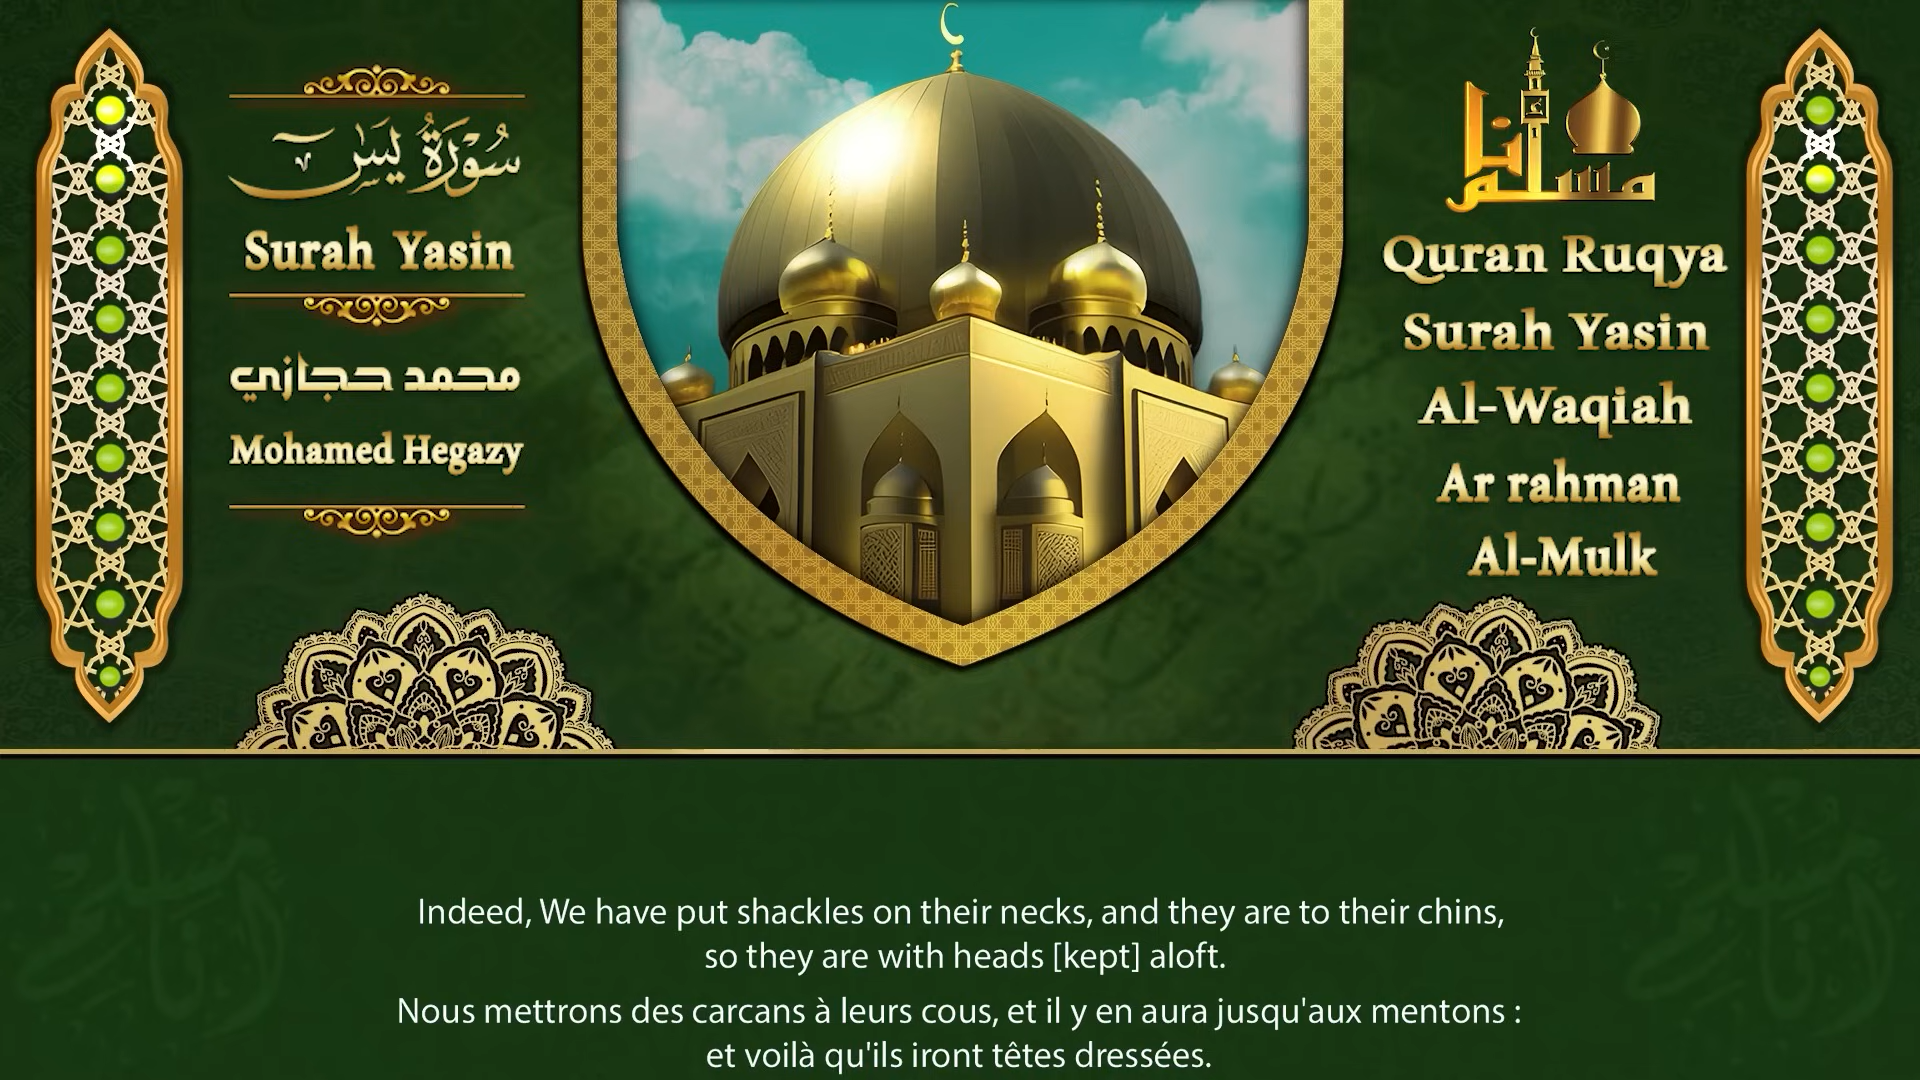 سُورَةُ يسٓ
Surah Yasin
محمد حجازي
Mohamed Hegazy
أنا
مسلم
Quran Ruqya
Surah Yasin
Al-Waqiah
Ar rahman
Al-Mulk
Indeed, We have put shackles on their necks, and they are to their chins,
so they are with heads [kept] aloft.
Nous mettrons des carcans à leurs cous, et il y en aura jusqu'aux mentons :
et voilà qu'ils iront têtes dressées.